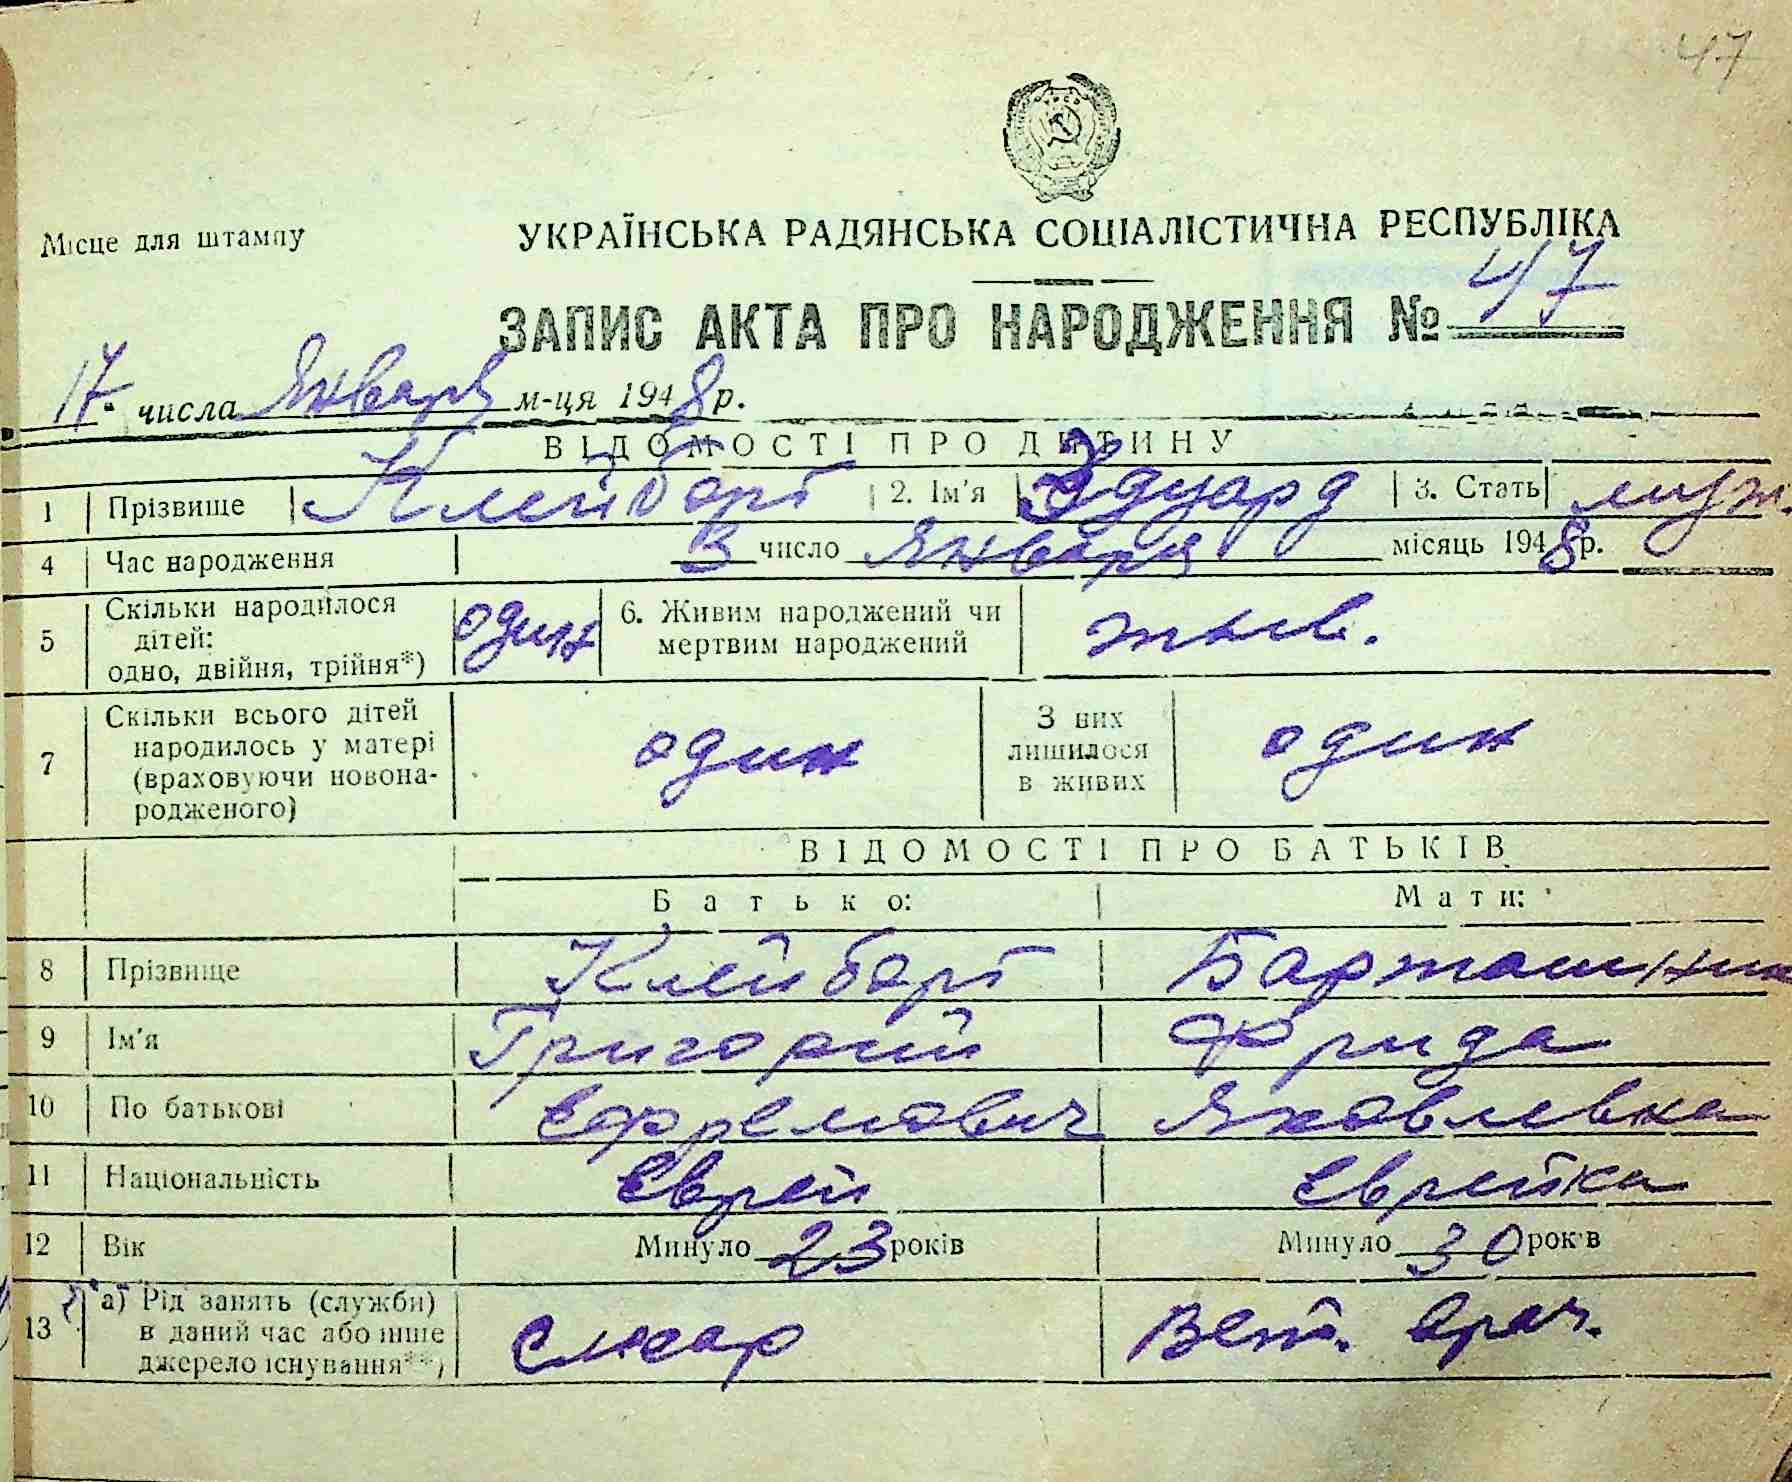 47
Місце для штампу
УКРАЇНСЬКА РАДЯНСЬКА СОЦІАЛІСТИЧНА РЕСПУБЛІКА
ЗАПИС АКТА ПРО НАРОДЖЕННЯ № 47
17 числа Января м-ця 1948 р.
ВІДОМОСТІ ПРО ДИТИНУ
1 Прізвище Клейборт 2. Ім'я Эдуард 3. Стать муж.
4 Час народження 3 число Января місяць 1948 р.
5 Скільки народилося дітей: одно, двійня, трійня*) один 6. Живим народжений чи мертвим народжений жив.
7 Скільки всього дітей народилось у матері (враховуючи новонародженого) один З них лишилося в живих один
ВІДОМОСТІ ПРО БАТЬКІВ
Батько: Мати:
8 Прізвище Клейборт
9 Ім'я Григорий Фрида
10 По батькові Ефремович Яковлевна
11 Національність Еврей Еврейка
12 Вік Минуло 23 років Минуло 30 років
13 а) Рід занять (служби) в даний час або інше джерело існування**) слесар Вет. врач.